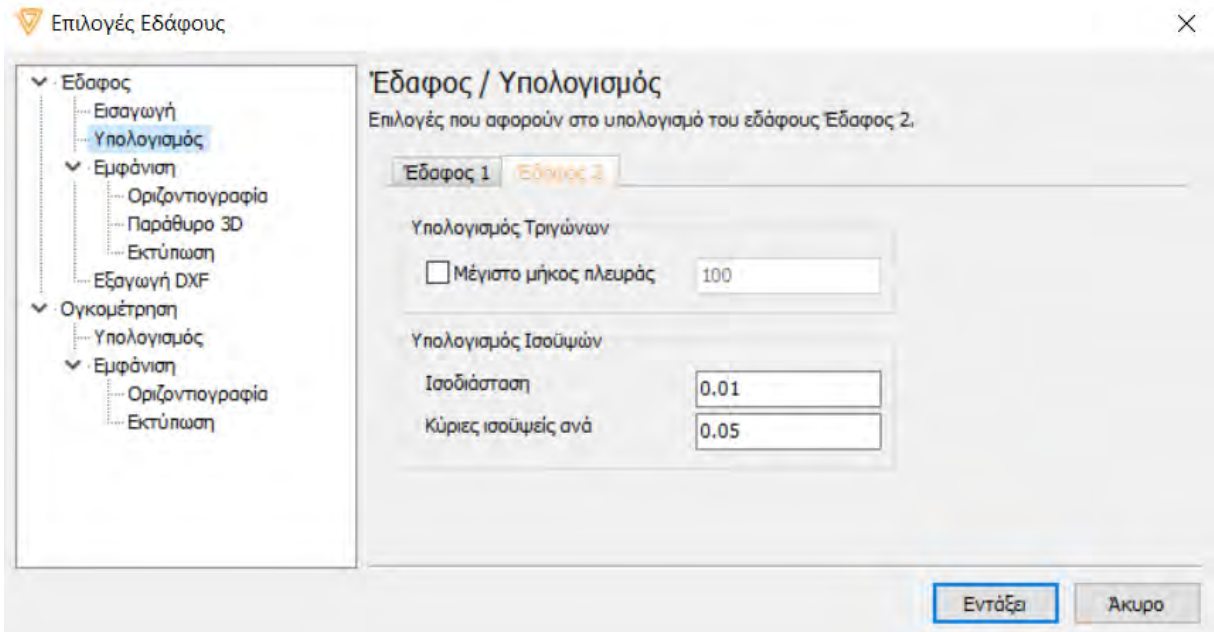 Επιλογές Εδάφους
Έδαφος
Εισαγωγή
Υπολογισμός
Εμφάνιση
Οριζοντιογραφία
Παράθυρο 3D
Εκτύπωση
Εξαγωγή DXF
Ογκομέτρηση
Υπολογισμός
Εμφάνιση
Οριζοντιογραφία
Εκτύπωση
Έδαφος / Υπολογισμός
Επιλογές που αφορούν στο υπολογισμό του εδάφους Έδαφος 2.
Έδαφος 1 Έδαφος 2
Υπολογισμός Τριγώνων
Μέγιστο μήκος πλευράς 100
Υπολογισμός Ισοϋψών
Ισοδιάσταση 0.01
Κύριες ισοϋψείς ανά 0.05
Εντάξει Άκυρο